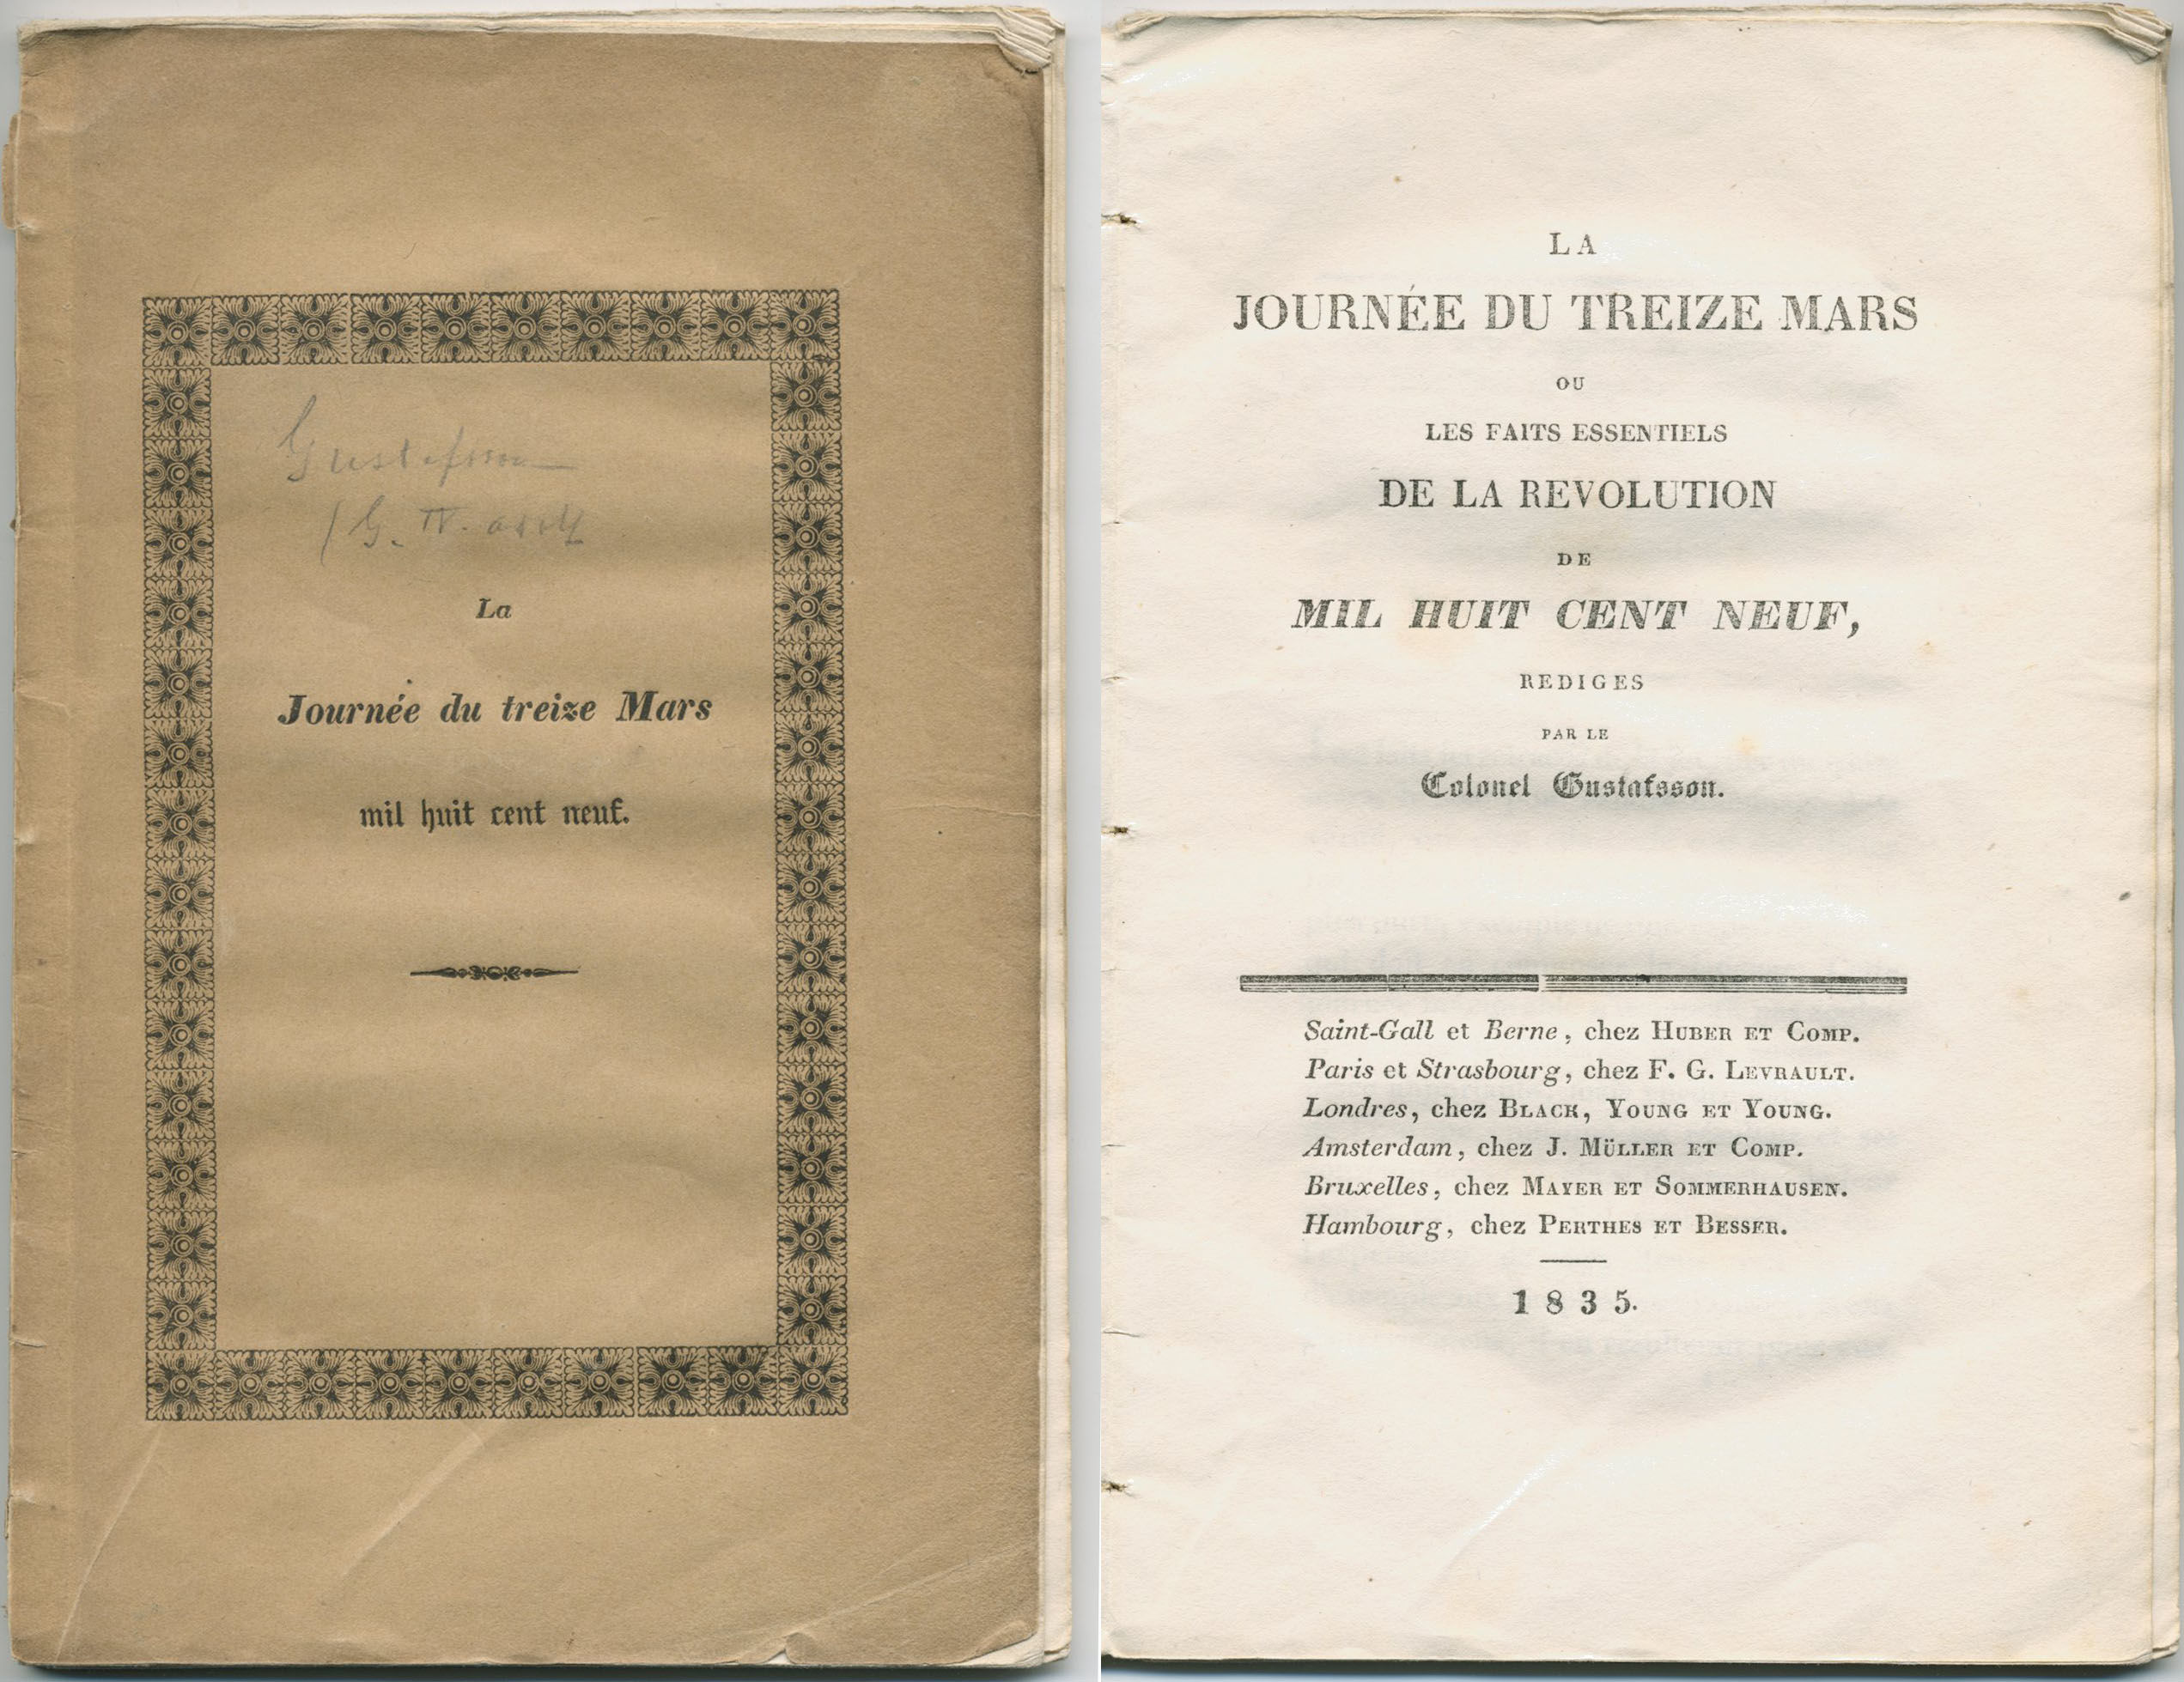 Gustafsson
(G. IV.
La
Journée du treize Mars
mil huit cent neuf.
LA
JOURNÉE DU TREIZE MARS
OU
LES FAITS ESSENTIELS
DE LA REVOLUTION
DE
MIL HUIT CENT NEUF,
REDIGES
PAR LE
Colonel Gustafsson.
Saint-Gall et Berne, chez HUBER ET COMP.
Paris et Strasbourg, chez F. G. LEVRAULT.
Londres, chez BLACK, YOUNG ET YOUNG.
Amsterdam, chez J. MÜLLER ET COMP.
Bruxelles, chez MAYER ET SOMMERHAUSEN.
Hambourg, chez PERTHES ET BESSER.
1835.